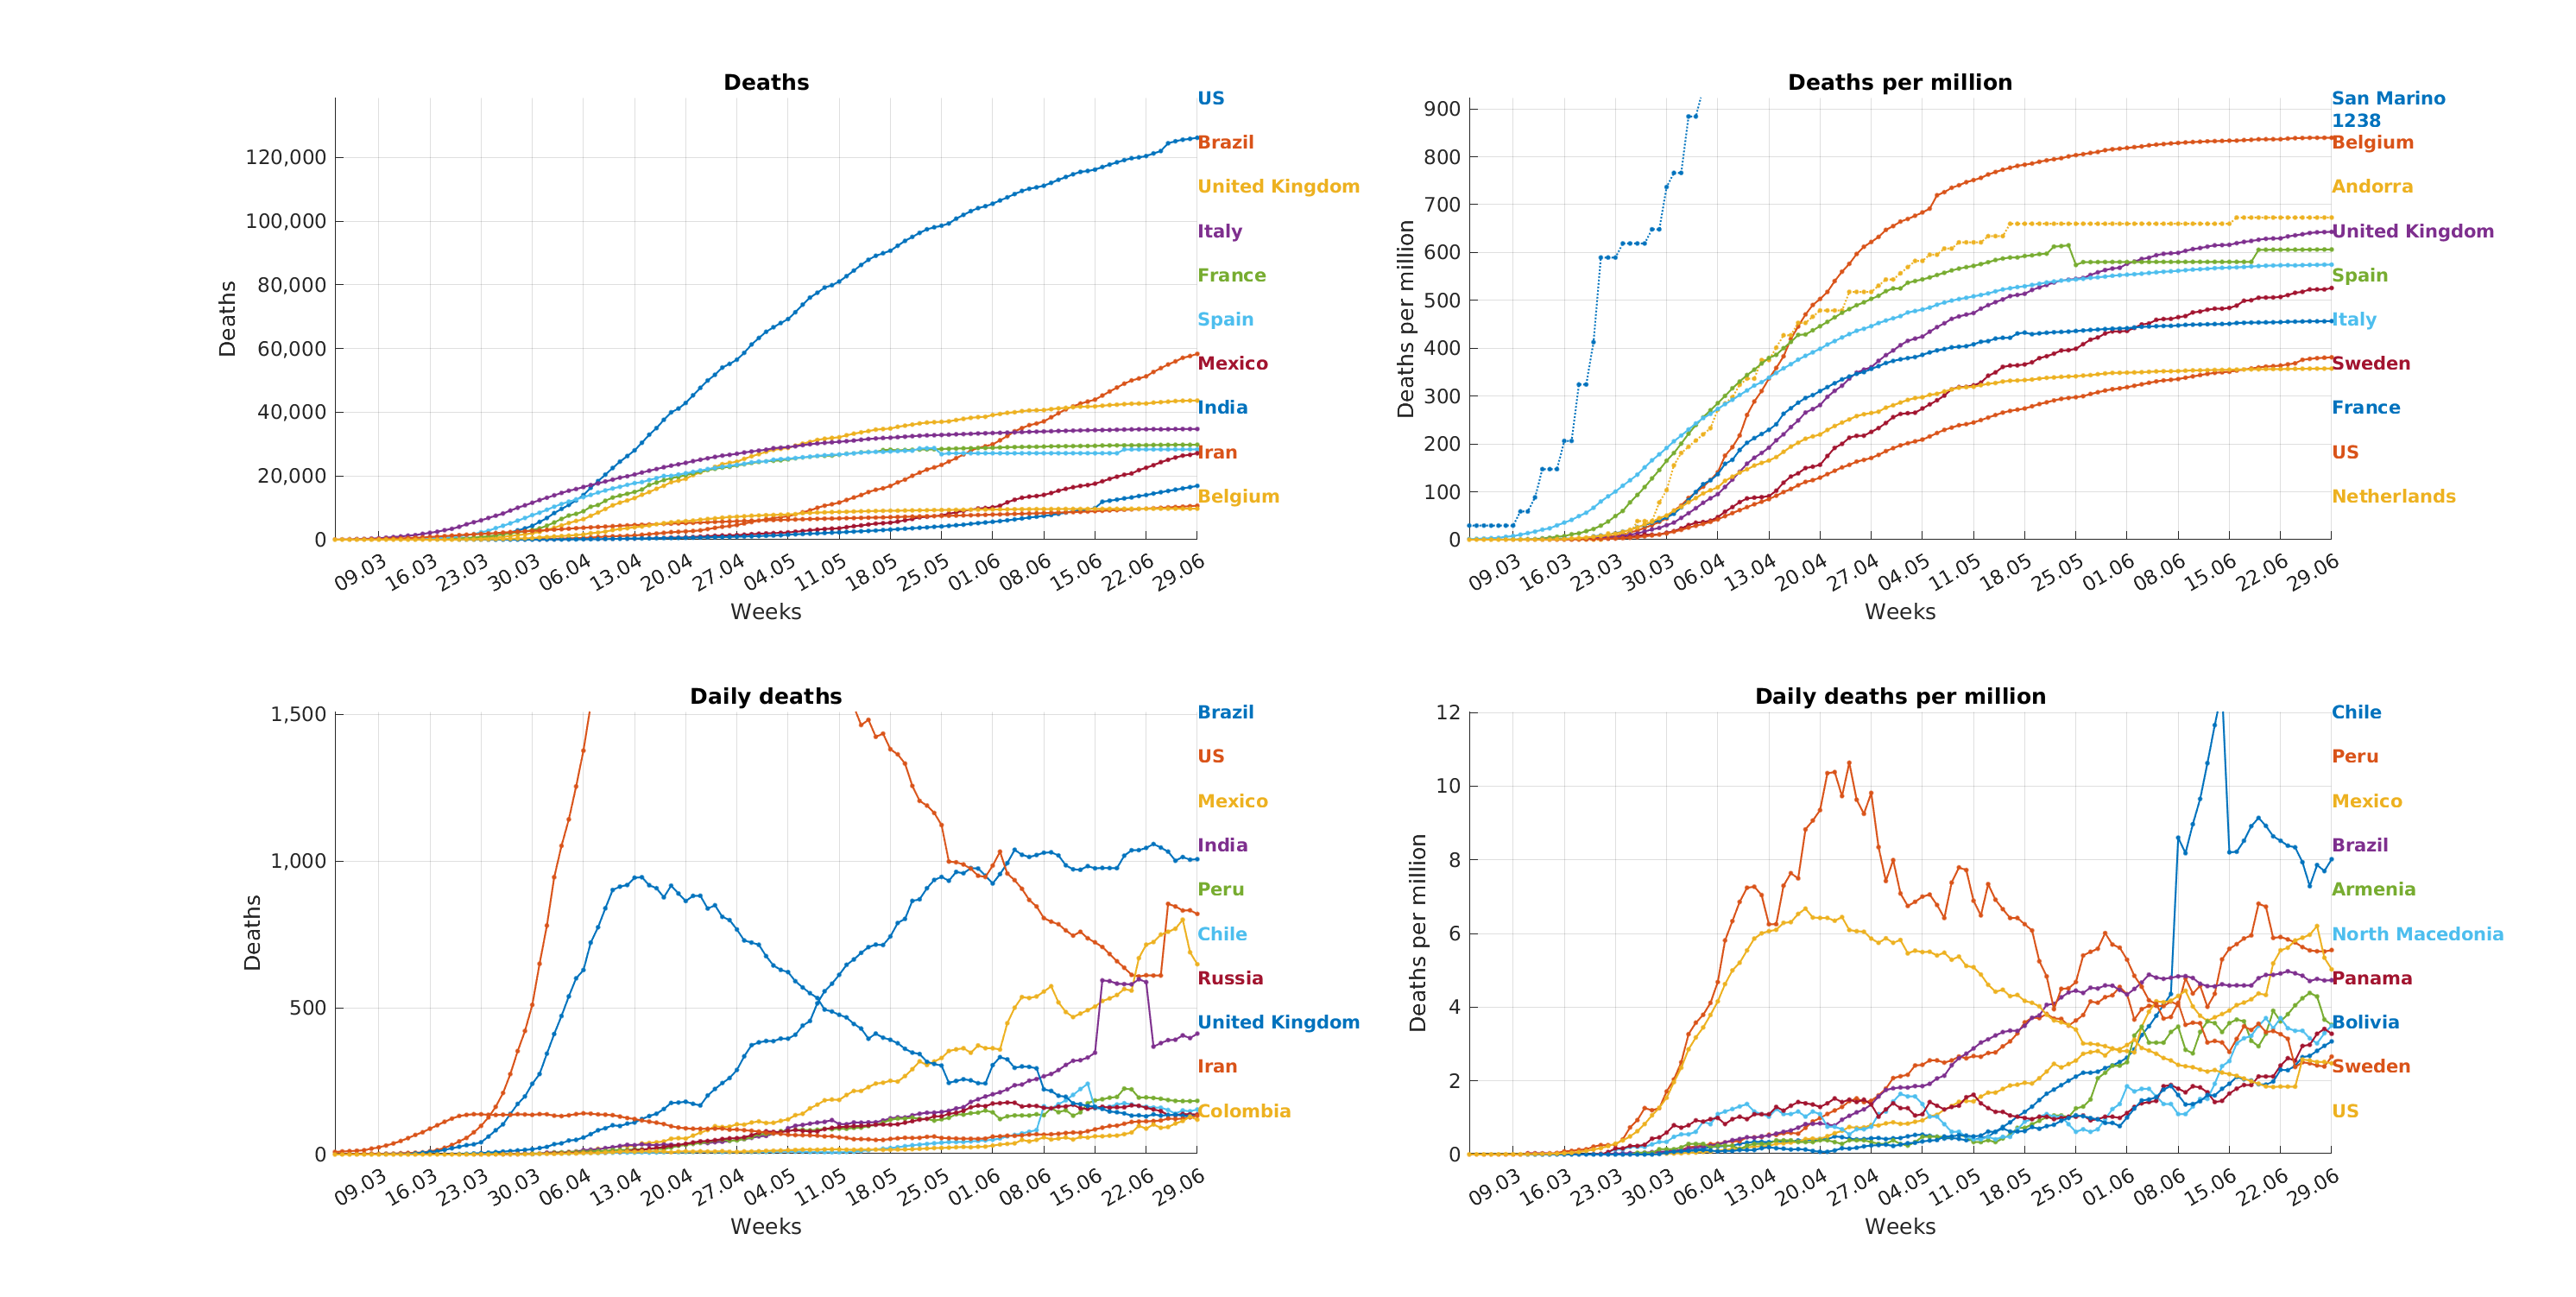 Deaths
Deaths
120,000
100,000
80,000
60,000
40,000
20,000
0
09.03 16.03 23.03 30.03 06.04 13.04 20.04 27.04 04.05 11.05 18.05 25.05 01.06 08.06 15.06 22.06 29.06
Weeks
US
Brazil
United Kingdom
Italy
France
Spain
Mexico
India
Iran
Belgium
Deaths per million
Deaths per million
900
800
700
600
500
400
300
200
100
0
09.03 16.03 23.03 30.03 06.04 13.04 20.04 27.04 04.05 11.05 18.05 25.05 01.06 08.06 15.06 22.06 29.06
Weeks
San Marino
1238
Belgium
Andorra
United Kingdom
Spain
Italy
Sweden
France
US
Netherlands
Daily deaths
Deaths
1,500
1,000
500
0
09.03 16.03 23.03 30.03 06.04 13.04 20.04 27.04 04.05 11.05 18.05 25.05 01.06 08.06 15.06 22.06 29.06
Weeks
Brazil
US
Mexico
India
Peru
Chile
Russia
United Kingdom
Iran
Colombia
Daily deaths per million
Deaths per million
12
10
8
6
4
2
0
09.03 16.03 23.03 30.03 06.04 13.04 20.04 27.04 04.05 11.05 18.05 25.05 01.06 08.06 15.06 22.06 29.06
Weeks
Chile
Peru
Mexico
Brazil
Armenia
North Macedonia
Panama
Bolivia
Sweden
US